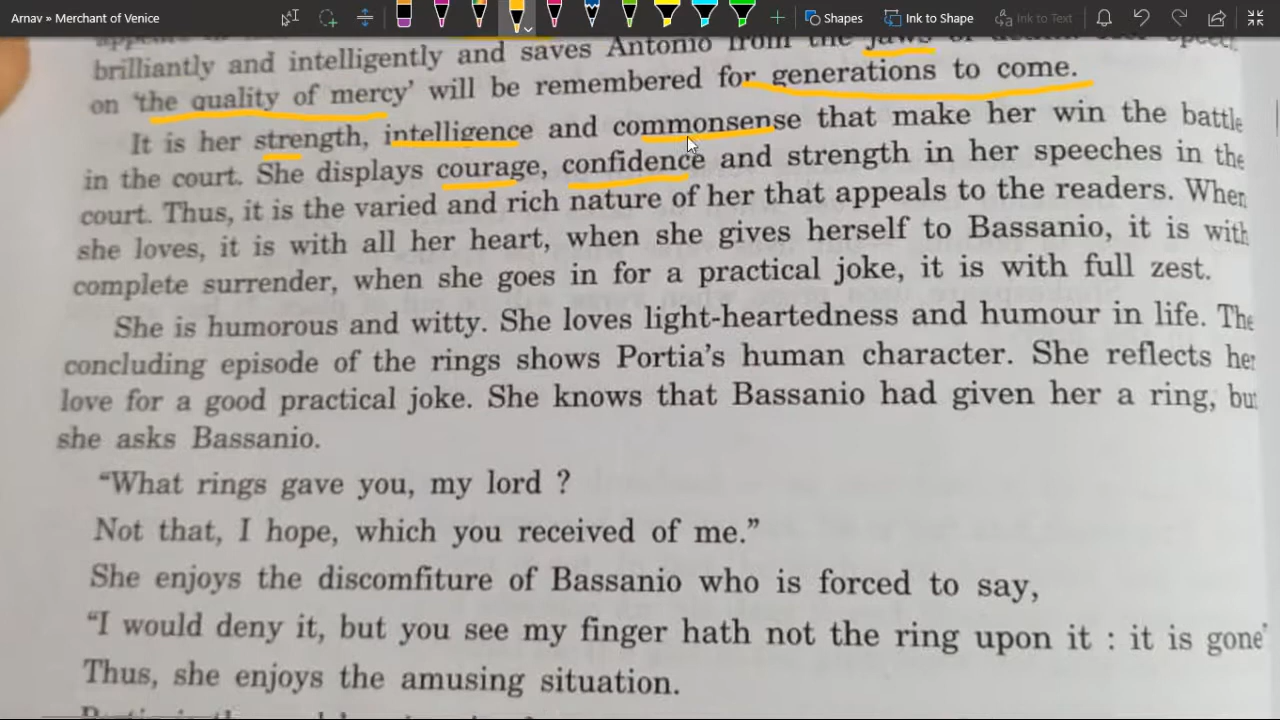 Arnav » Merchant of Venice
Shapes
Ink to Shape
Ink to Text
brilliantly and intelligently and saves Antonio from the jaws of
on 'the quality of mercy' will be remembered for generations to come.
It is her strength, intelligence and commonsense that make her win the battle
in the court. She displays courage, confidence and strength in her speeches in the
court. Thus, it is the varied and rich nature of her that appeals to the readers. When
she loves, it is with all her heart, when she gives herself to Bassanio, it is with
complete surrender, when she goes in for a practical joke, it is with full zest.
She is humorous and witty. She loves light-heartedness and humour in life. The
concluding episode of the rings shows Portia's human character. She reflects her
love for a good practical joke. She knows that Bassanio had given her a ring, but
she asks Bassanio.
“What rings gave you, my lord ?
Not that, I hope, which you received of me.”
She enjoys the discomfiture of Bassanio who is forced to say,
“I would deny it, but you see my finger hath not the ring upon it : it is gone”
Thus, she enjoys the amusing situation.